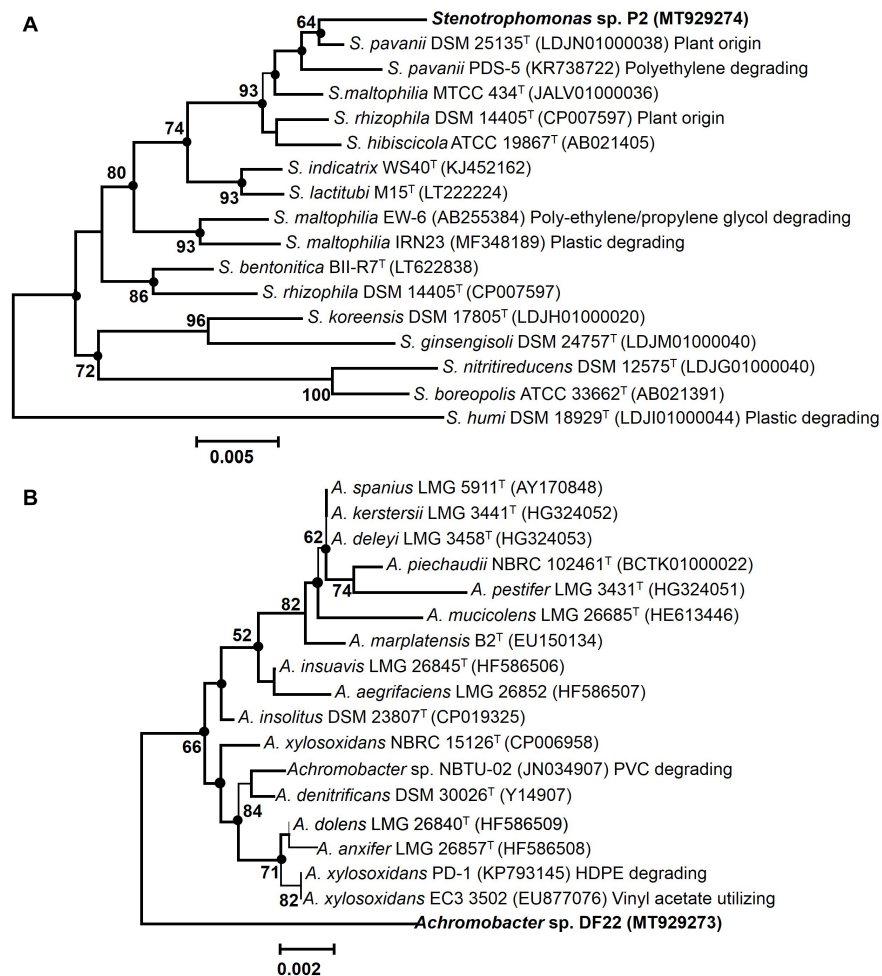 A
64
Stenotrophomonas sp. P2 (MT929274)
S. pavanii DSM 25135T (LDJN01000038) Plant origin
S. pavanii PDS-5 (KR738722) Polyethylene degrading
93
S.maltophilia MTCC 434T (JALV01000036)
S. rhizophila DSM 14405T (CP007597) Plant origin
74
S. hibiscicola ATCC 19867T (AB021405)
80
S. indicatrix WS40T (KJ452162)
93
S. lactitubi M15T (LT222224)
S. maltophilia EW-6 (AB255384) Poly-ethylene/propylene glycol degrading
93
S. maltophilia IRN23 (MF348189) Plastic degrading
S. bentonitica BII-R7T (LT622838)
86
S. rhizophila DSM 14405T (CP007597)
96
S. koreensis DSM 17805T (LDJH01000020)
S. ginsengisoli DSM 24757T (LDJM01000040)
72
S. nitritireducens DSM 12575T (LDJG01000040)
100
S. boreopolis ATCC 33662T (AB021391)
S. humi DSM 18929T (LDJI01000044) Plastic degrading
0.005
B
A. spanius LMG 5911T (AY170848)
A. kerstersii LMG 3441T (HG324052)
62
A. deleyi LMG 3458T (HG324053)
A. piechaudii NBRC 102461T (BCTK01000022)
74
A. pestifer LMG 3431T (HG324051)
82
A. mucicolens LMG 26685T (HE613446)
52
A. marplatensis B2T (EU150134)
A. insuavis LMG 26845T (HF586506)
A. aegrifaciens LMG 26852 (HF586507)
A. insolitus DSM 23807T (CP019325)
66
A. xylosoxidans NBRC 15126T (CP006958)
Achromobacter sp. NBTU-02 (JN034907) PVC degrading
A. denitrificans DSM 30026T (Y14907)
84
A. dolens LMG 26840T (HF586509)
A. anxifer LMG 26857T (HF586508)
71
A. xylosoxidans PD-1 (KP793145) HDPE degrading
82
A. xylosoxidans EC3 3502 (EU877076) Vinyl acetate utilizing
Achromobacter sp. DF22 (MT929273)
0.002